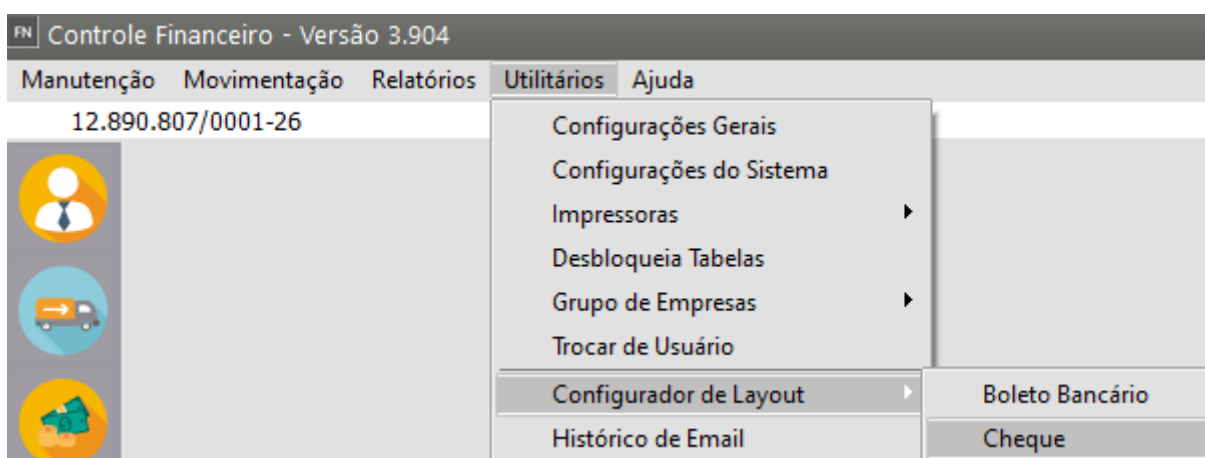 FN Controle Financeiro - Versão 3.904
Manutenção Movimentação Relatórios Utilitários Ajuda
12.890.807/0001-26
Configurações Gerais
Configurações do Sistema
Impressoras
Desbloqueia Tabelas
Grupo de Empresas
Trocar de Usuário
Configurador de Layout Boleto Bancário
Histórico de Email Cheque